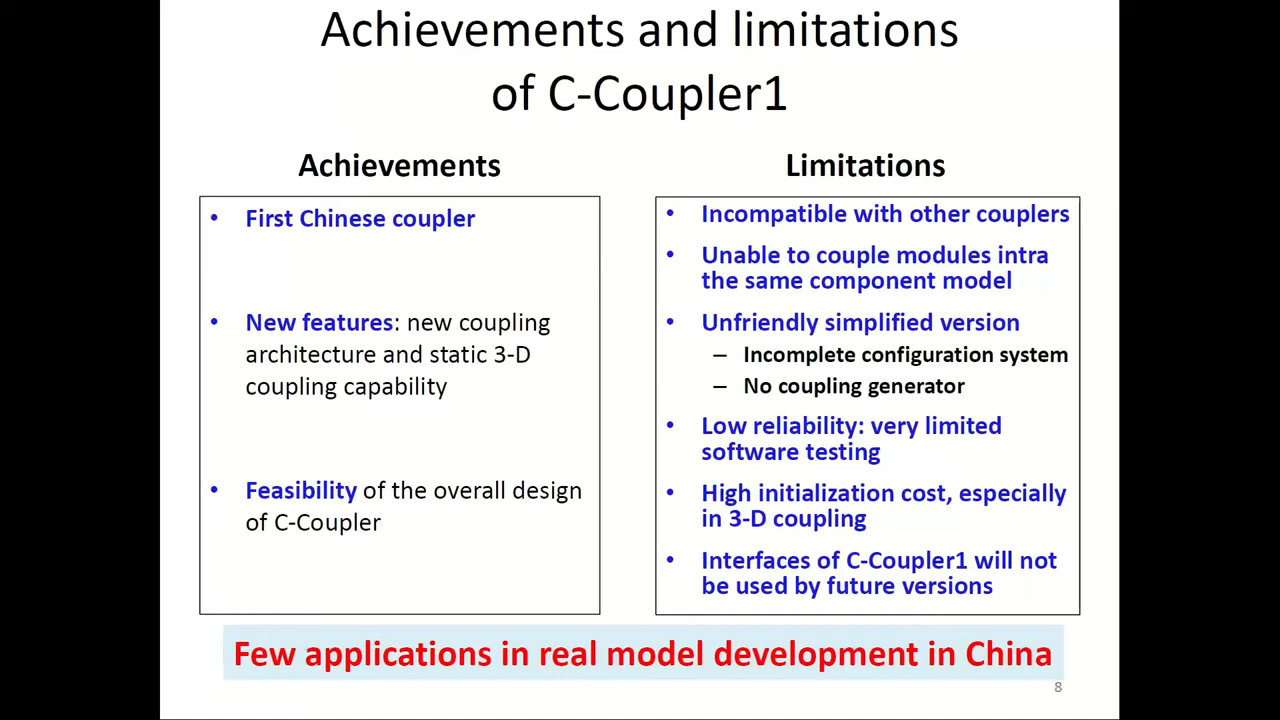 Achievements and limitations
of C-Coupler1
Achievements
• First Chinese coupler
• New features: new coupling
architecture and static 3-D
coupling capability
• Feasibility of the overall design
of C-Coupler
Limitations
• Incompatible with other couplers
• Unable to couple modules intra
the same component model
• Unfriendly simplified version
– Incomplete configuration system
– No coupling generator
• Low reliability: very limited
software testing
• High initialization cost, especially
in 3-D coupling
• Interfaces of C-Coupler1 will not
be used by future versions
Few applications in real model development in China
8